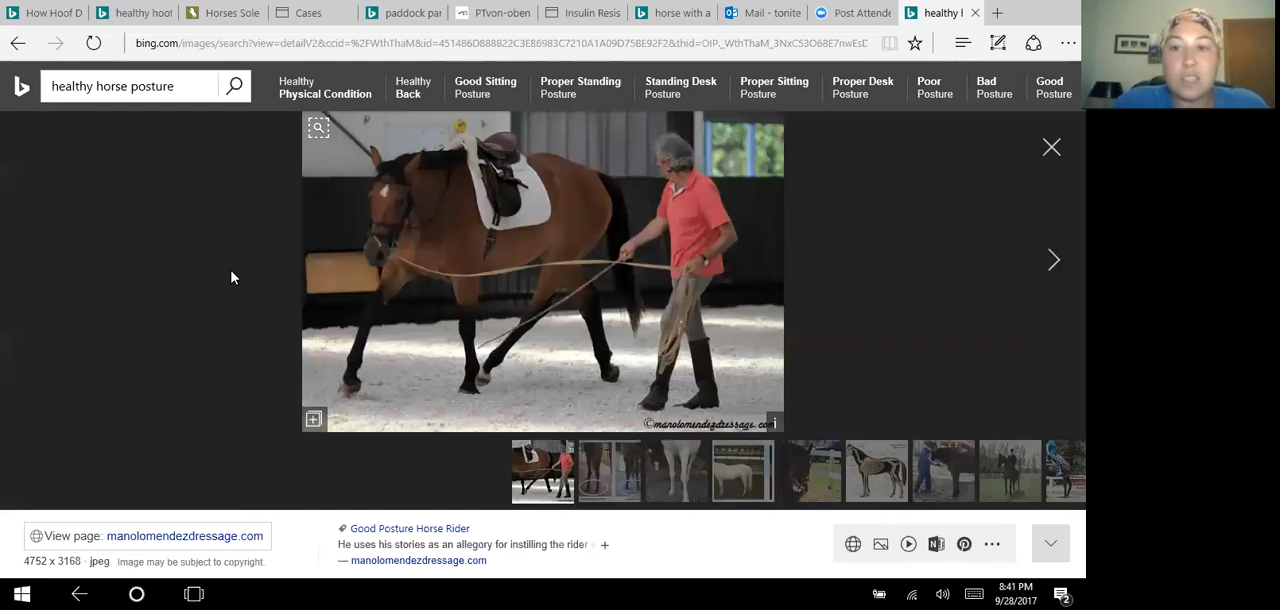 How Hoof D
healthy hoof
Horses Sole
Cases
paddock pa
PTvon-oben
Insulin Resis
horse with a
Mail - tonite
Post Attende
healthy h
bing.com/images/search?view=detailV2&ccid=%2FWthThaM&id=451486D888B22C3E86983C7210A1A09D75BE92F2&thid=OIP._WthThaM_3NxC53O68E7nwEsD
healthy horse posture
Healthy Physical Condition
Healthy Back
Good Sitting Posture
Proper Standing Posture
Standing Desk Posture
Proper Sitting Posture
Proper Desk Posture
Poor Posture
Bad Posture
Good Posture
©manolomendezdressage.com
View page: manolomendezdressage.com
4752 x 3168 · jpeg Image may be subject to copyright.
Good Posture Horse Rider
He uses his stories as an allegory for instilling the rider
— manolomendezdressage.com
8:41 PM
9/28/2017
2